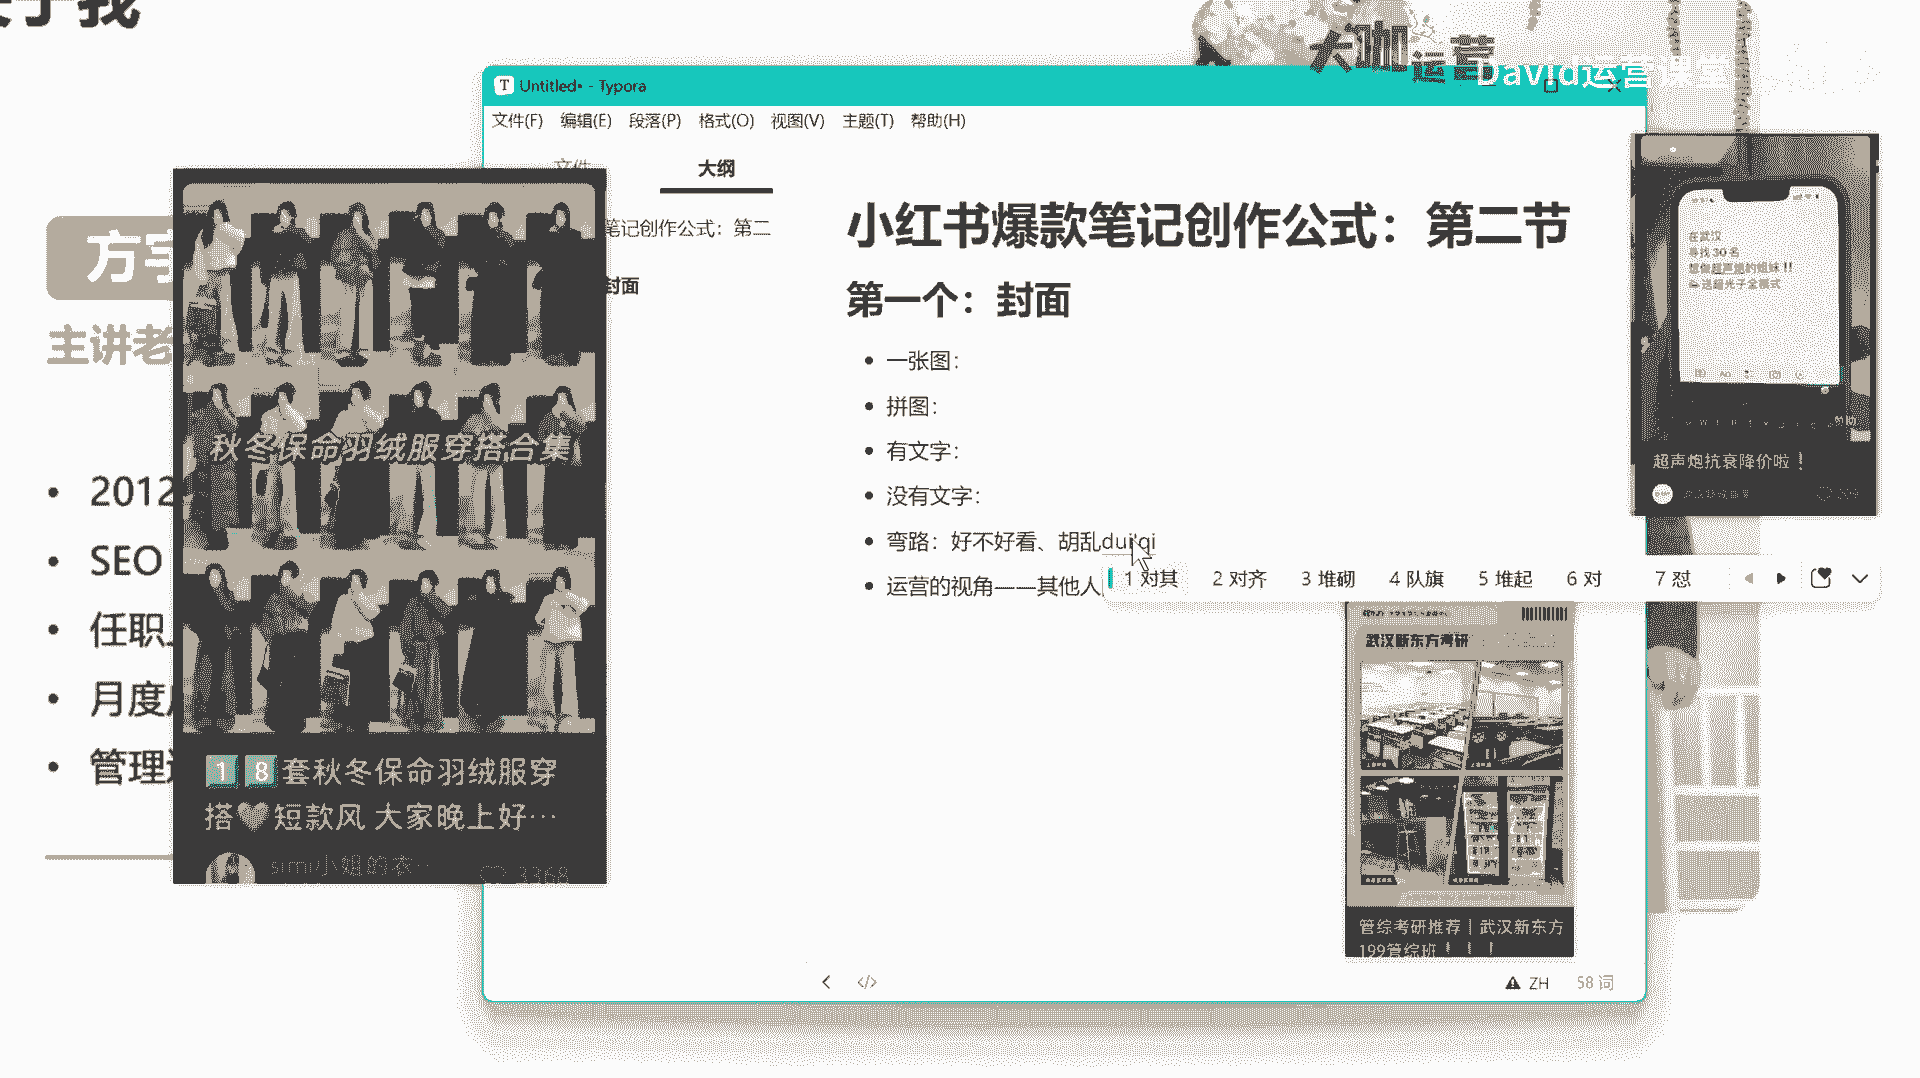 于我
大咖运营
David运营课堂
方
主讲老
2012
SEO
任职
月度
管理
秋冬保命羽绒服穿搭合集
18套秋冬保命羽绒服穿
搭🤎短款风 大家晚上好…
simi小姐的衣…
3368
Untitled• - Typora
文件(F) 编辑(E) 段落(P) 格式(O) 视图(V) 主题(T) 帮助(H)
文件 大纲
笔记创作公式：第二
封面
小红书爆款笔记创作公式：第二节
第一个：封面
一张图：
拼图：
有文字：
没有文字：
弯路：好不好看、胡乱dui'qi
运营的视角——其他人
1 对其 2 对齐 3 堆砌 4 队旗 5 堆起 6 对 7 怼
在武汉
寻找 30 名
想做超声炮的姐妹 !!
送超光子全模式
超声炮抗衰降价啦！
武汉新东方考研
管综考研推荐｜武汉新东方
199管综班！！！
ZH 58 词